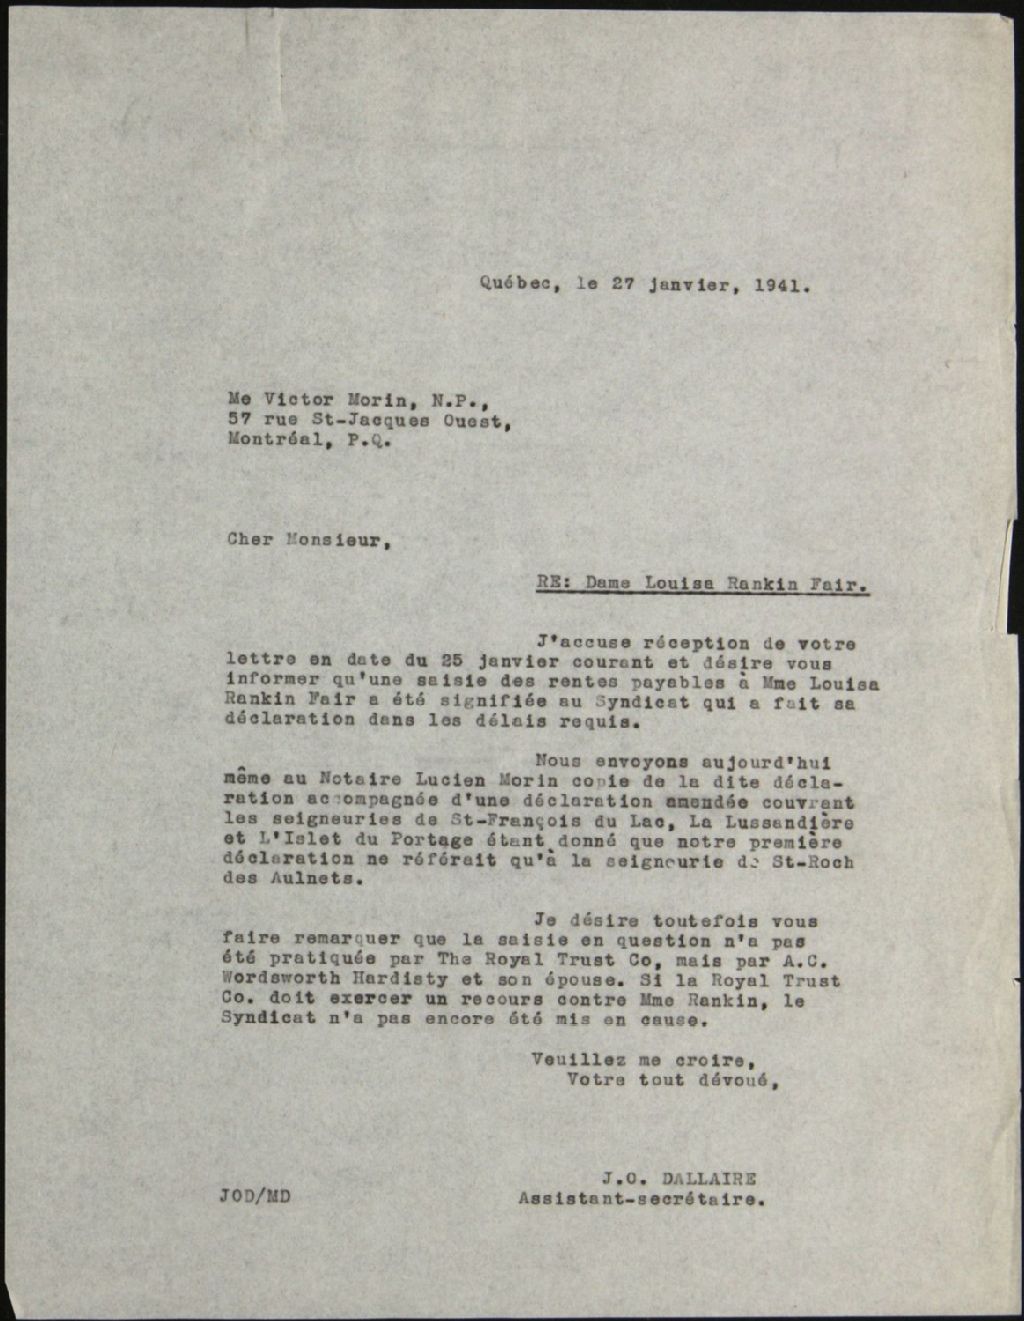 Québec, le 27 janvier, 1941.
Me Victor Morin, N.P.,
57 rue St-Jacques Ouest,
Montréal, P.Q.
Cher Monsieur,
RE: Dame Louisa Rankin Fair.
J'accuse réception de votre
lettre en date du 25 janvier courant et désire vous
informer qu'une saisie des rentes payables à Mme Louisa
Rankin Fair a été signifiée au Syndicat qui a fait sa
déclaration dans les délais requis.
Nous envoyons aujourd'hui
même au Notaire Lucien Morin copie de la dite décla-
ration accompagnée d'une déclaration amendée couvrant
les seigneuries de St-François du Lac, La Lussandière
et L'Islet du Portage étant donné que notre première
déclaration ne référait qu'à la seigneurie de St-Roch
des Aulnets.
Je désire toutefois vous
faire remarquer que la saisie en question n'a pas
été pratiquée par The Royal Trust Co, mais par A.C.
Wordsworth Hardisty et son épouse. Si la Royal Trust
Co. doit exercer un recours contre Mme Rankin, le
Syndicat n'a pas encore été mis en cause.
Veuillez me croire,
Votre tout dévoué,
J.O. DALLAIRE
JOD/MD Assistant-secrétaire.